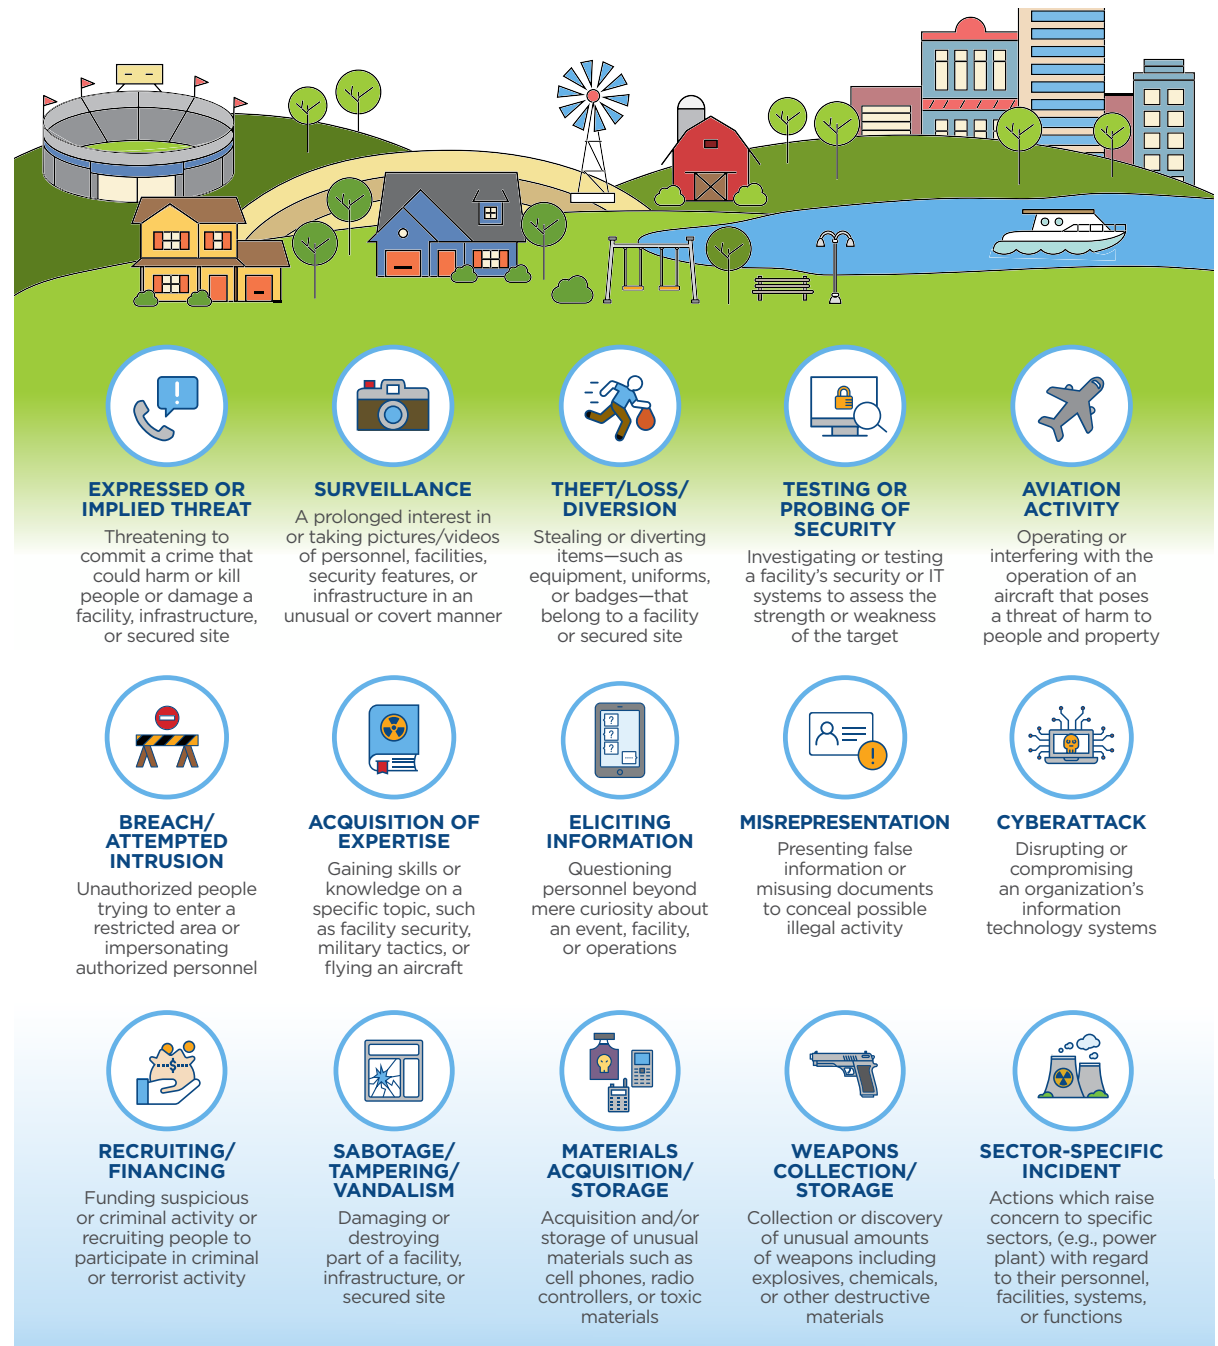 EXPRESSED OR
IMPLIED THREAT
Threatening to
commit a crime that
could harm or kill
people or damage a
facility, infrastructure,
or secured site
SURVEILLANCE
A prolonged interest in
or taking pictures/videos
of personnel, facilities,
security features, or
infrastructure in an
unusual or covert manner
THEFT/LOSS/
DIVERSION
Stealing or diverting
items—such as
equipment, uniforms,
or badges—that
belong to a facility
or secured site
TESTING OR
PROBING OF
SECURITY
Investigating or testing
a facility's security or IT
systems to assess the
strength or weakness
of the target
AVIATION
ACTIVITY
Operating or
interfering with the
operation of an
aircraft that poses
a threat of harm to
people and property
BREACH/
ATTEMPTED
INTRUSION
Unauthorized people
trying to enter a
restricted area or
impersonating
authorized personnel
ACQUISITION OF
EXPERTISE
Gaining skills or
knowledge on a
specific topic, such
as facility security,
military tactics, or
flying an aircraft
ELICITING
INFORMATION
Questioning
personnel beyond
mere curiosity about
an event, facility,
or operations
MISREPRESENTATION
Presenting false
information or
misusing documents
to conceal possible
illegal activity
CYBERATTACK
Disrupting or
compromising
an organization's
information
technology systems
RECRUITING/
FINANCING
Funding suspicious
or criminal activity or
recruiting people to
participate in criminal
or terrorist activity
SABOTAGE/
TAMPERING/
VANDALISM
Damaging or
destroying
part of a facility,
infrastructure, or
secured site
MATERIALS
ACQUISITION/
STORAGE
Acquisition and/or
storage of unusual
materials such as
cell phones, radio
controllers, or toxic
materials
WEAPONS
COLLECTION/
STORAGE
Collection or discovery
of unusual amounts
of weapons including
explosives, chemicals,
or other destructive
materials
SECTOR-SPECIFIC
INCIDENT
Actions which raise
concern to specific
sectors, (e.g., power
plant) with regard
to their personnel,
facilities, systems,
or functions